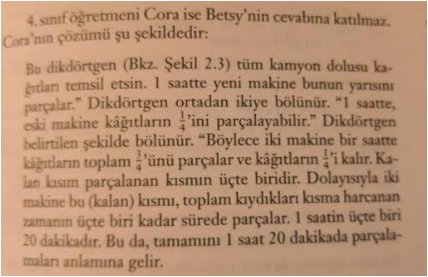 4. sınıf öğretmeni Cora ise Betsy'nin cevabına katılmaz.
Cora'nın çözümü şu şekildedir:
Bu dikdörtgen (Bkz. Şekil 2.3) tüm kamyon dolusu ka-
ğıtları temsil etsin. 1 saatte yeni makine bunun yarısını
parçalar." Dikdörtgen ortadan ikiye bölünür. "1 saatte,
eski makine kâğıtların 1/4'ini parçalayabilir." Dikdörtgen
belirtilen şekilde bölünür. "Böylece iki makine bir saatte
kâğıtların toplam 3/4'ünü parçalar ve kâğıtların 1/4'i kalır. Ka-
lan kısım parçalanan kısmın üçte biridir. Dolayısıyla iki
makine bu (kalan) kısmı, toplam kıydıkları kısma harcanan
zamanın üçte biri kadar sürede parçalar. 1 saatin üçte biri
20 dakikadır. Bu da, tamamını 1 saat 20 dakikada parçala-
maları anlamına gelir.